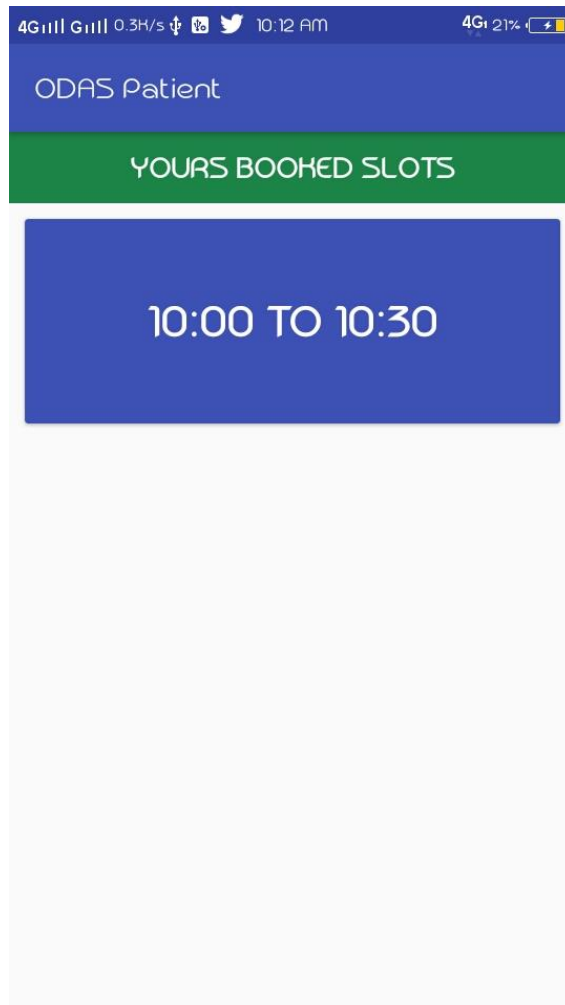 4G G 0.3K/s 10:12 AM 4G 21%
ODAS Patient
YOURS BOOKED SLOTS
10:00 TO 10:30